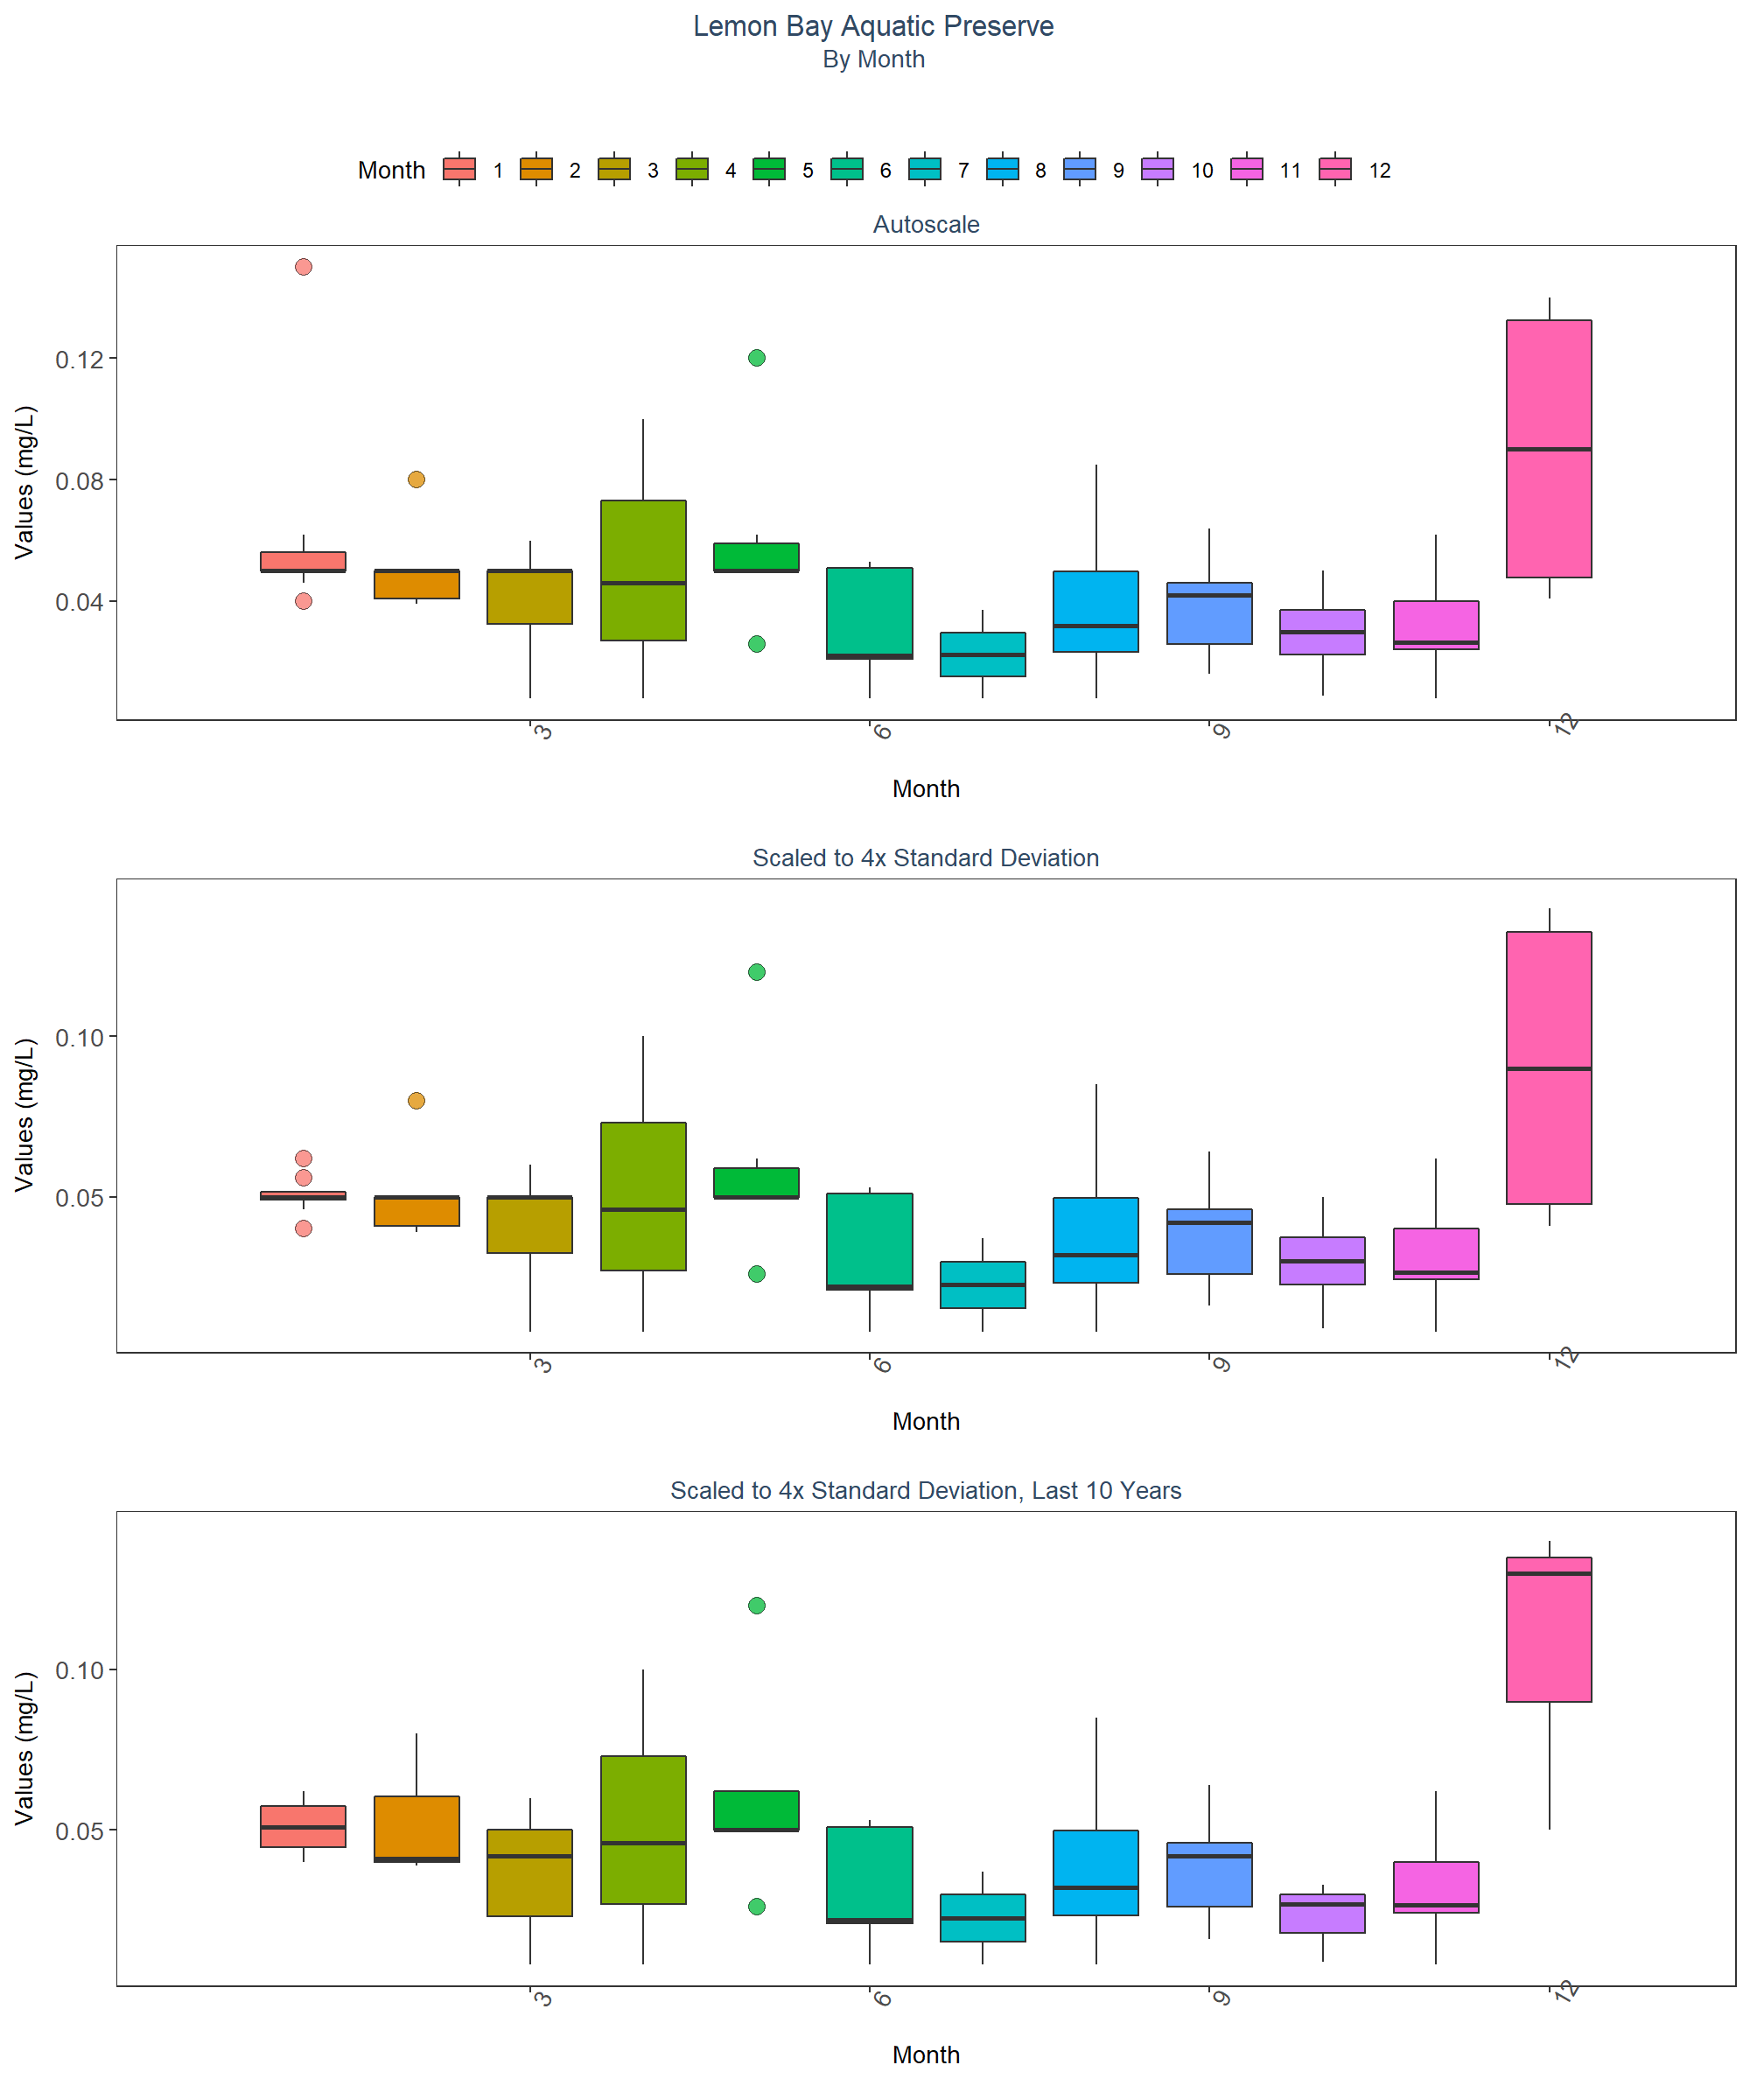 Lemon Bay Aquatic Preserve
By Month
Month 1 2 3 4 5 6 7 8 9 10 11 12
Autoscale
Values (mg/L)
0.12
0.08
0.04
3 6 9 12
Month
Scaled to 4x Standard Deviation
Values (mg/L)
0.10
0.05
3 6 9 12
Month
Scaled to 4x Standard Deviation, Last 10 Years
Values (mg/L)
0.10
0.05
3 6 9 12
Month